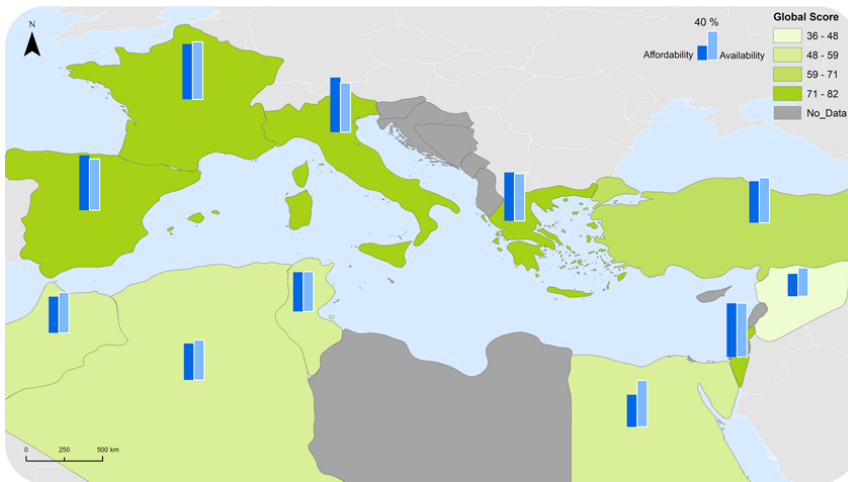 N
40 %
Affordability Availability
Global Score
36 - 48
48 - 59
59 - 71
71 - 82
No_Data
0 250 500 km